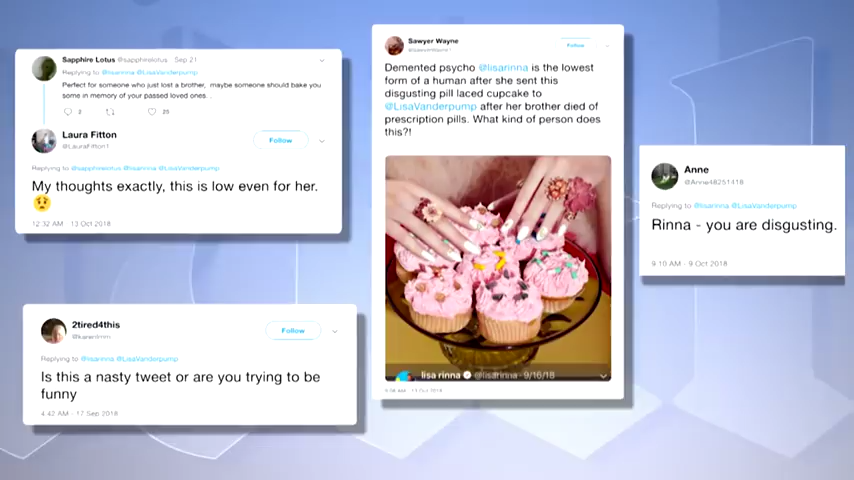 Sapphire Lotus @sapphirelotus · Sep 21
Replying to @lisarinna @LisaVanderpump
Perfect for someone who just lost a brother, maybe someone should bake you
some in memory of your passed loved ones...
2 25
Laura Fitton
@LauraFitton1
Follow
Replying to @sapphirelotus @lisarinna @LisaVanderpump
My thoughts exactly, this is low even for her.
😟
12:32 AM · 13 Oct 2018
2tired4this
Follow
Replying to @lisarinna @LisaVanderpump
Is this a nasty tweet or are you trying to be
funny
4:42 AM · 17 Sep 2018
Sawyer Wayne
Follow
Demented psycho @lisarinna is the lowest
form of a human after she sent this
disgusting pill laced cupcake to
@LisaVanderpump after her brother died of
prescription pills. What kind of person does
this?!
lisa rinna @lisarinna · 9/16/18
Anne
@Anne48251418
Replying to @lisarinna @LisaVanderpump
Rinna - you are disgusting.
9:10 AM · 9 Oct 2018